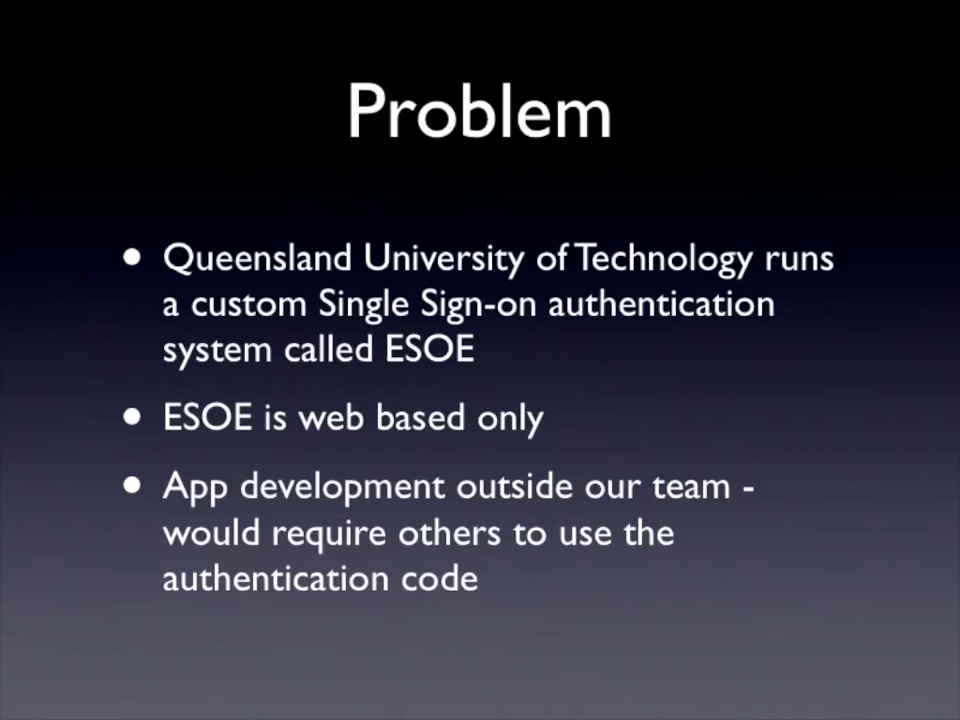 Problem
• Queensland University of Technology runs
a custom Single Sign-on authentication
system called ESOE
• ESOE is web based only
• App development outside our team -
would require others to use the
authentication code